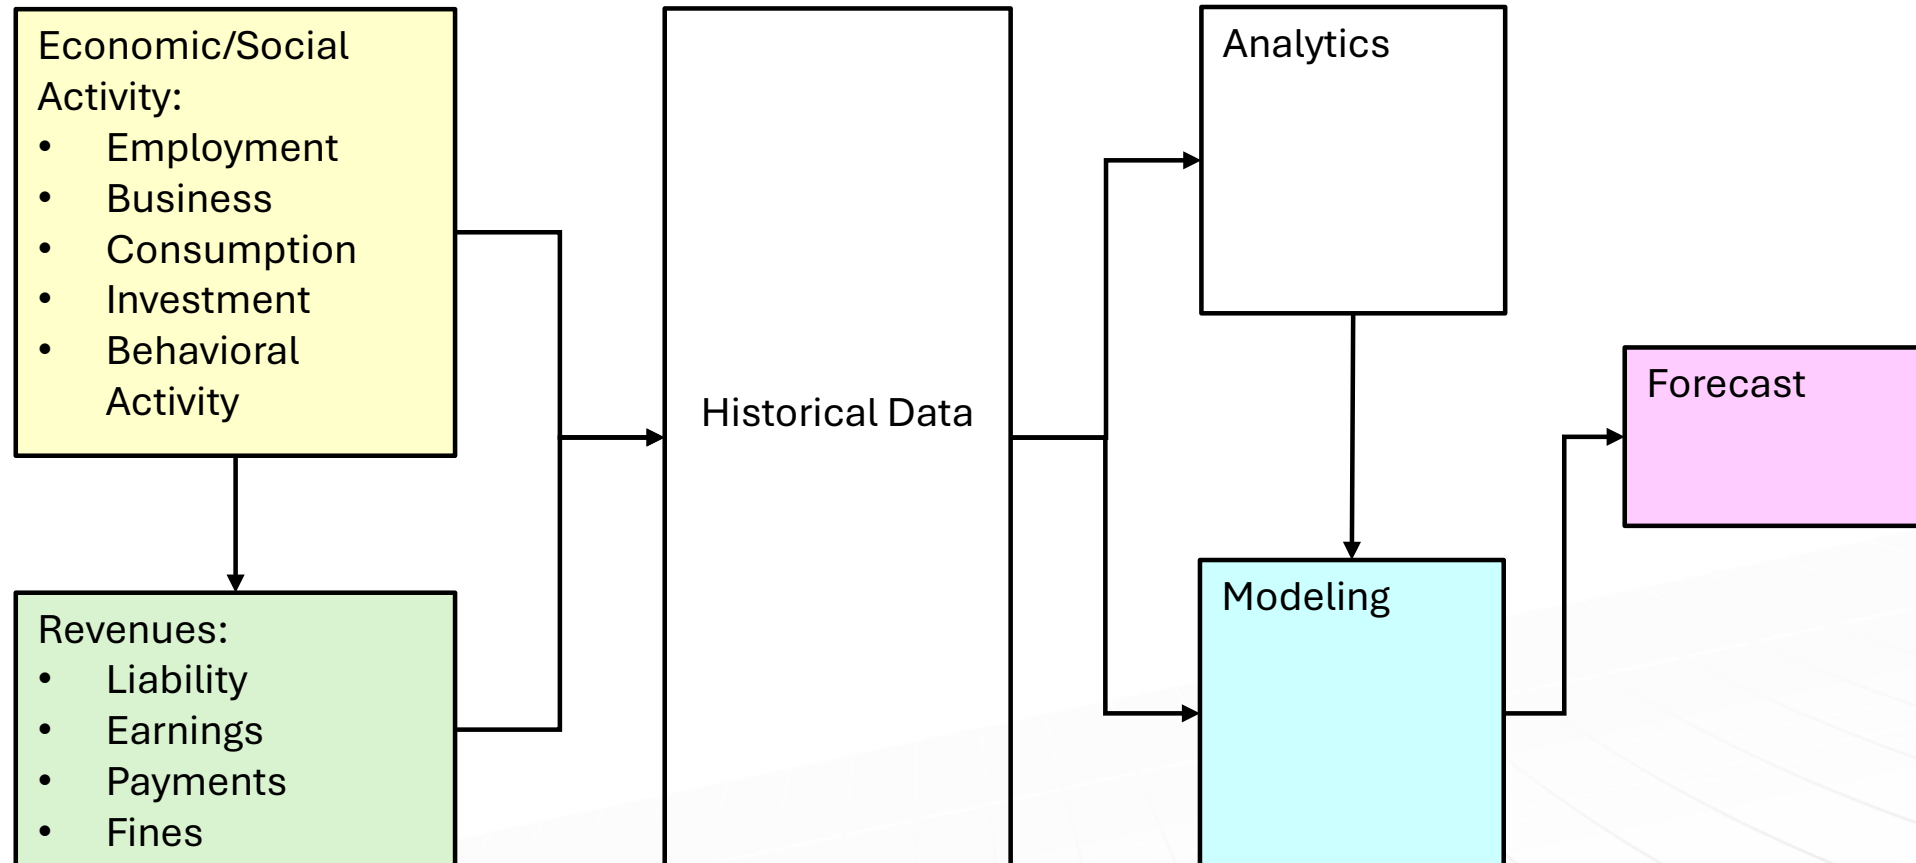 Economic/Social
Activity:
• Employment
• Business
• Consumption
• Investment
• Behavioral
Activity
Revenues:
• Liability
• Earnings
• Payments
• Fines
Historical Data
Analytics
Modeling
Forecast